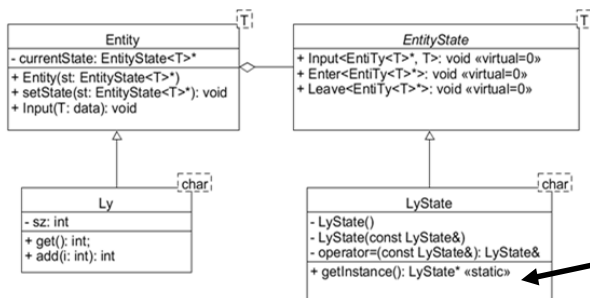 T
Entity
- currentState: EntityState<T>*
+ Entity(st: EntityState<T>*)
+ setState(st: EntityState<T>*): void
+ Input(T: data): void
T
EntityState
+ Input<EntiTy<T>*, T>: void «virtual=0»
+ Enter<EntiTy<T>*>: void «virtual=0»
+ Leave<EntiTy<T>*>: void «virtual=0»
char
Ly
- sz: int
+ get(): int;
+ add(i: int): int
char
LyState
- LyState()
- LyState(const LyState&)
- operator=(const LyState&): LyState&
+ getInstance(): LyState* «static»